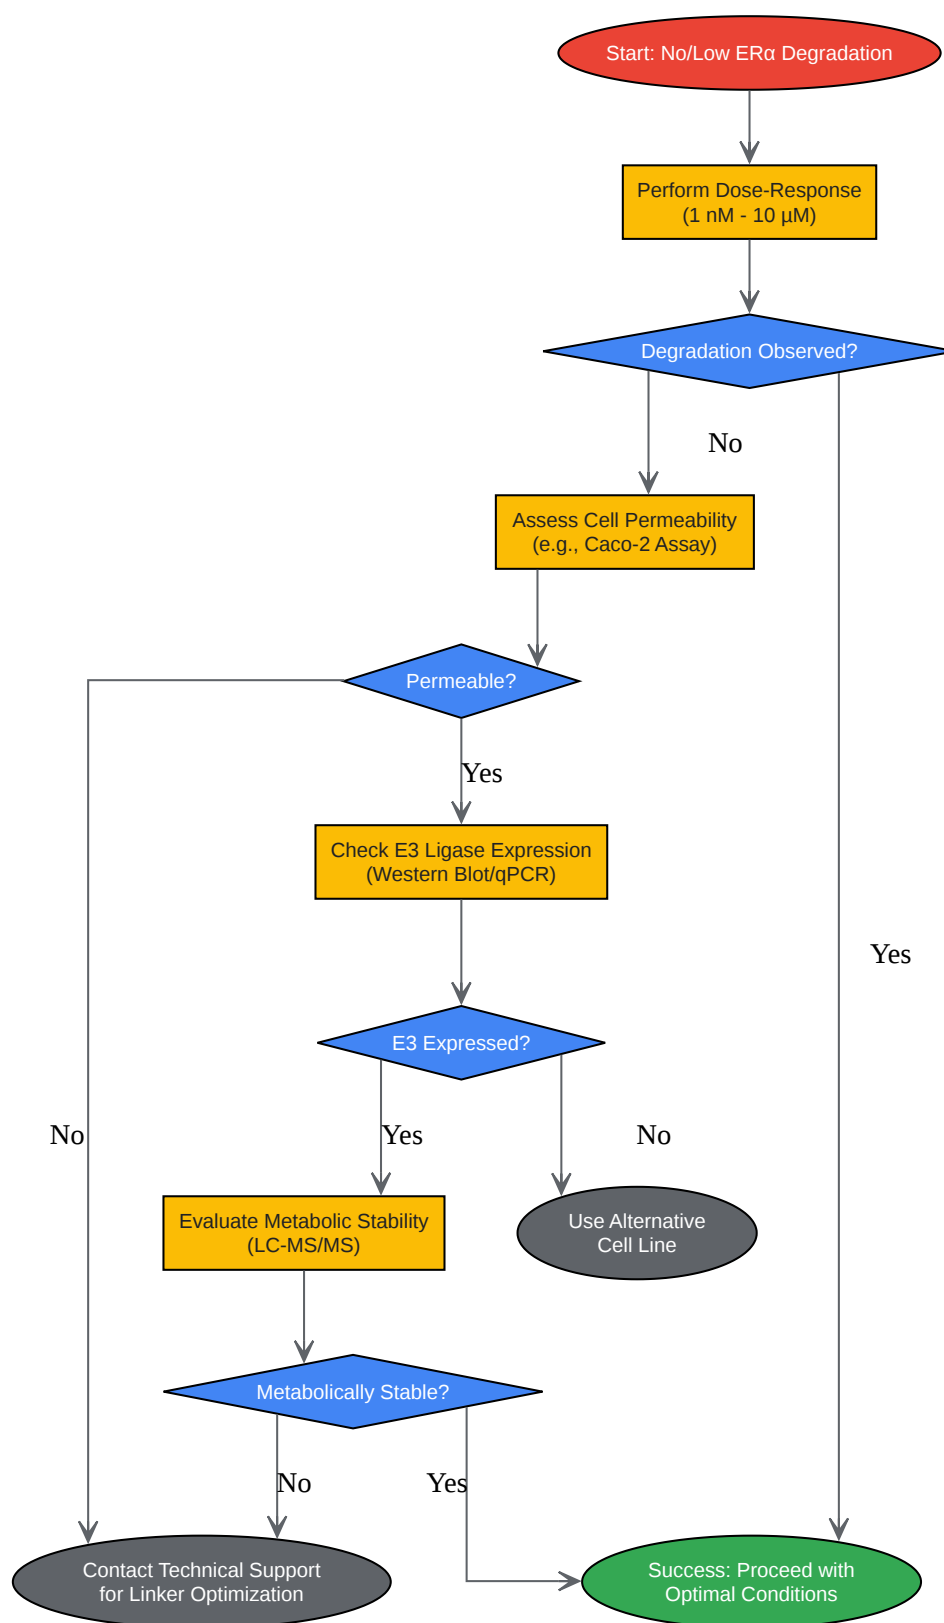 Start: No/Low ERα Degradation
Perform Dose-Response
(1 nM - 10 µM)
Degradation Observed?
No
Assess Cell Permeability
(e.g., Caco-2 Assay)
Permeable?
Yes
Check E3 Ligase Expression
(Western Blot/qPCR)
Yes
E3 Expressed?
No
Yes
No
Evaluate Metabolic Stability
(LC-MS/MS)
Use Alternative
Cell Line
Metabolically Stable?
No
Yes
Contact Technical Support
for Linker Optimization
Success: Proceed with
Optimal Conditions